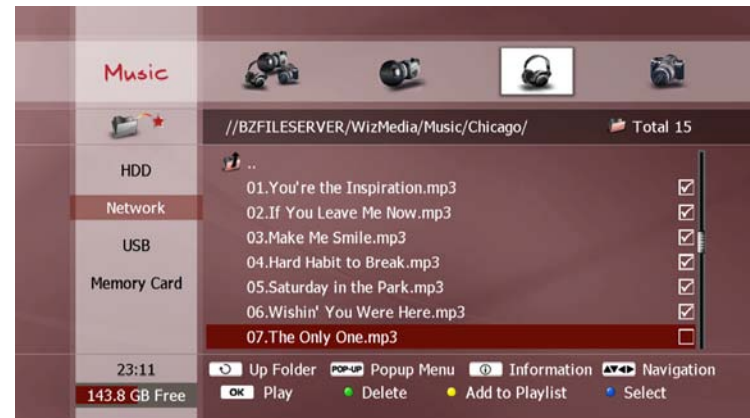 Music
//BZFILESERVER/WizMedia/Music/Chicago/ Total 15
HDD
Network
USB
Memory Card
..
01.You're the Inspiration.mp3
02.If You Leave Me Now.mp3
03.Make Me Smile.mp3
04.Hard Habit to Break.mp3
05.Saturday in the Park.mp3
06.Wishin' You Were Here.mp3
07.The Only One.mp3
23:11
143.8 GB Free
Up Folder POP-UP Popup Menu Information Navigation
OK Play Delete Add to Playlist Select